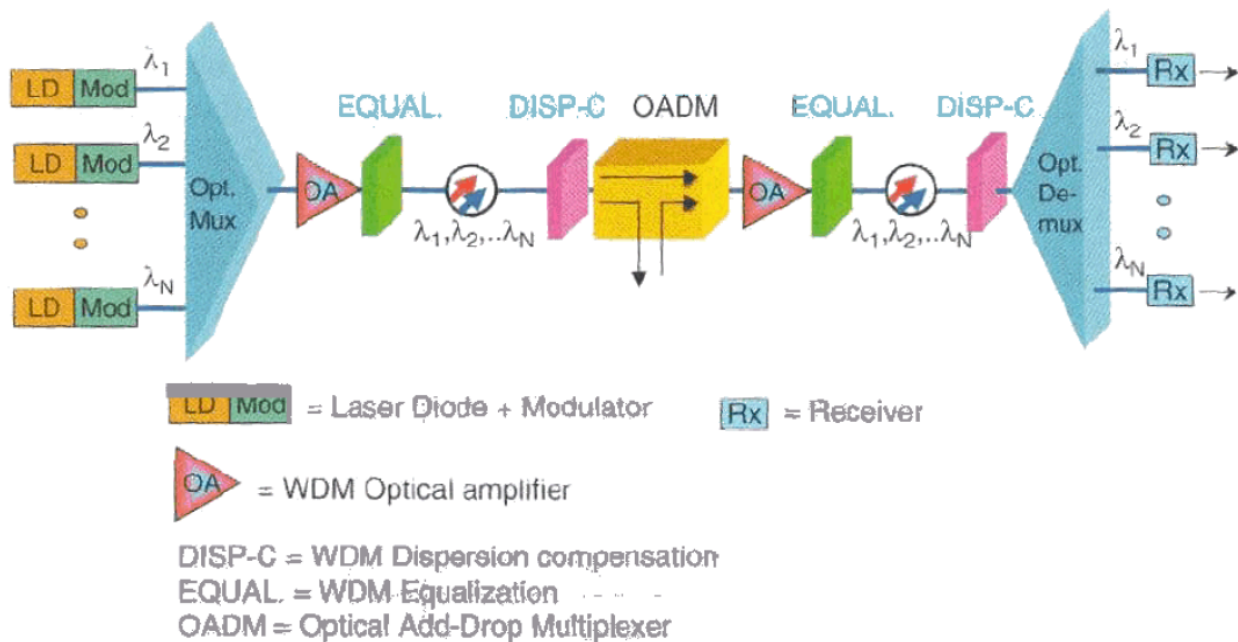 λ1
LD Mod
λ2
LD Mod
λN
LD Mod
Opt.
Mux
OA
EQUAL.
λ1,λ2,..λN
DISP-C
OADM
OA
EQUAL.
λ1,λ2,..λN
DISP-C
Opt.
De-
mux
λ1
Rx
λ2
Rx
λN
Rx
LD Mod = Laser Diode + Modulator
Rx = Receiver
OA = WDM Optical amplifier
DISP-C = WDM Dispersion compensation
EQUAL. = WDM Equalization
OADM = Optical Add-Drop Multiplexer